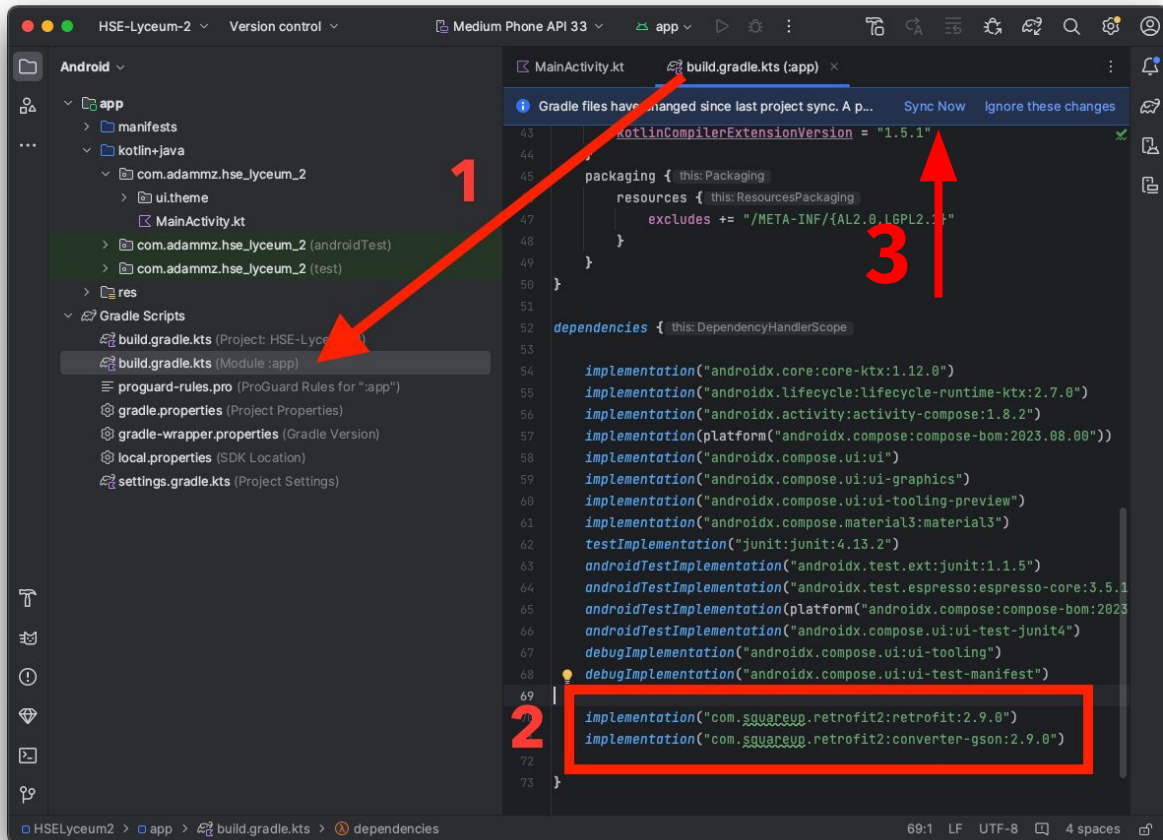 HSE-Lyceum-2 Version control Medium Phone API 33 app
Android
app
manifests
kotlin+java
com.adammz.hse_lyceum_2
ui.theme
MainActivity.kt
com.adammz.hse_lyceum_2 (androidTest)
com.adammz.hse_lyceum_2 (test)
res
Gradle Scripts
build.gradle.kts (Project: HSE-Lyce
build.gradle.kts (Module :app)
proguard-rules.pro (ProGuard Rules for ":app")
gradle.properties (Project Properties)
gradle-wrapper.properties (Gradle Version)
local.properties (SDK Location)
settings.gradle.kts (Project Settings)
1
MainActivity.kt build.gradle.kts (:app)
Gradle files have changed since last project sync. A p... Sync Now Ignore these changes
43 kotlinCompilerExtensionVersion = "1.5.1"
44 }
45 packaging { this: Packaging
resources { this: ResourcesPackaging
47 excludes += "/META-INF/{AL2.0,LGPL2.1}"
48 }
49 }
50 }
51
52 dependencies { this: DependencyHandlerScope
53
54 implementation("androidx.core:core-ktx:1.12.0")
55 implementation("androidx.lifecycle:lifecycle-runtime-ktx:2.7.0")
56 implementation("androidx.activity:activity-compose:1.8.2")
57 implementation(platform("androidx.compose:compose-bom:2023.08.00"))
58 implementation("androidx.compose.ui:ui")
59 implementation("androidx.compose.ui:ui-graphics")
60 implementation("androidx.compose.ui:ui-tooling-preview")
61 implementation("androidx.compose.material3:material3")
62 testImplementation("junit:junit:4.13.2")
63 androidTestImplementation("androidx.test.ext:junit:1.1.5")
64 androidTestImplementation("androidx.test.espresso:espresso-core:3.5.1
65 androidTestImplementation(platform("androidx.compose:compose-bom:2023
66 androidTestImplementation("androidx.compose.ui:ui-test-junit4")
67 debugImplementation("androidx.compose.ui:ui-tooling")
68 debugImplementation("androidx.compose.ui:ui-test-manifest")
69
implementation("com.squareup.retrofit2:retrofit:2.9.0")
implementation("com.squareup.retrofit2:converter-gson:2.9.0")
72
73 }
3
2
HSELyceum2 > app > build.gradle.kts > dependencies 69:1 LF UTF-8 4 spaces